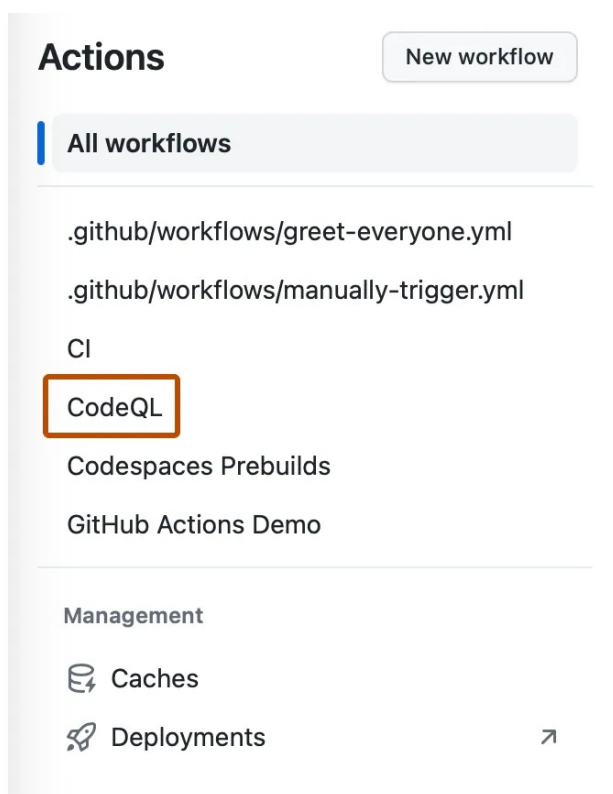 Actions
New workflow
All workflows
.github/workflows/greet-everyone.yml
.github/workflows/manually-trigger.yml
CI
CodeQL
Codespaces Prebuilds
GitHub Actions Demo
Management
Caches
Deployments